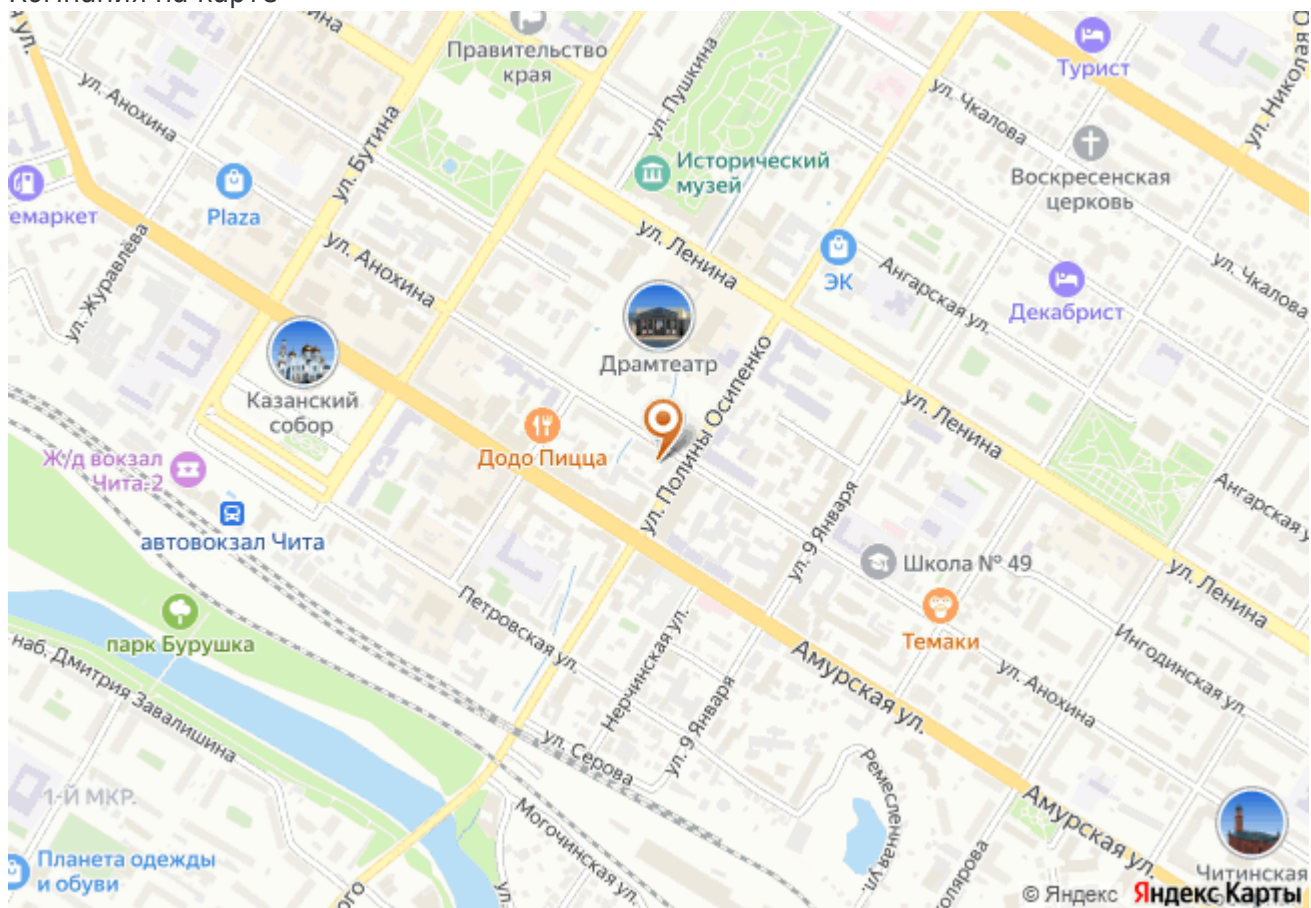 Компания на карте
Правительство
края
ул. Пушкина
Турист
ул. Анохина
ул. Бутина
ул. Чкалова
Исторический
музей
Воскресенская
церковь
емаркет
Plaza
ул. Журавлёва
ул. Анохина
ул. Ленина
ЭК
Ангарская ул.
ул. Чкалова
Декабрист
Драмтеатр
Казанский
собор
ул. Полины Осипенко
ул. Ленина
Додо Пицца
Ж/д вокзал
Чита-2
автовокзал Чита
ул. 9 Января
Ангарская у
Школа № 49
ул. Ленина
Темаки
Петровская ул.
парк Бурушка
наб. Дмитрия Завалишина
Нерчинская ул.
Амурская ул.
ул. Анохина
Ингодинская ул.
ул. 9 Января
ул. Серова
1-Й МКР.
Могочинская ул.
Ремесленная ул.
Амурская ул.
Планета одежды
и обуви
Читинская
© Яндекс Яндекс Карты